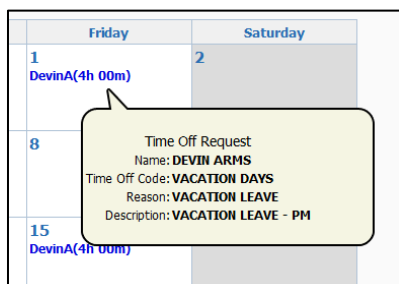 Friday Saturday
1 2
DevinA(4h 00m)
Time Off Request
Name: DEVIN ARMS
Time Off Code: VACATION DAYS
Reason: VACATION LEAVE
Description: VACATION LEAVE - PM
8
15
DevinA(4h 00m)